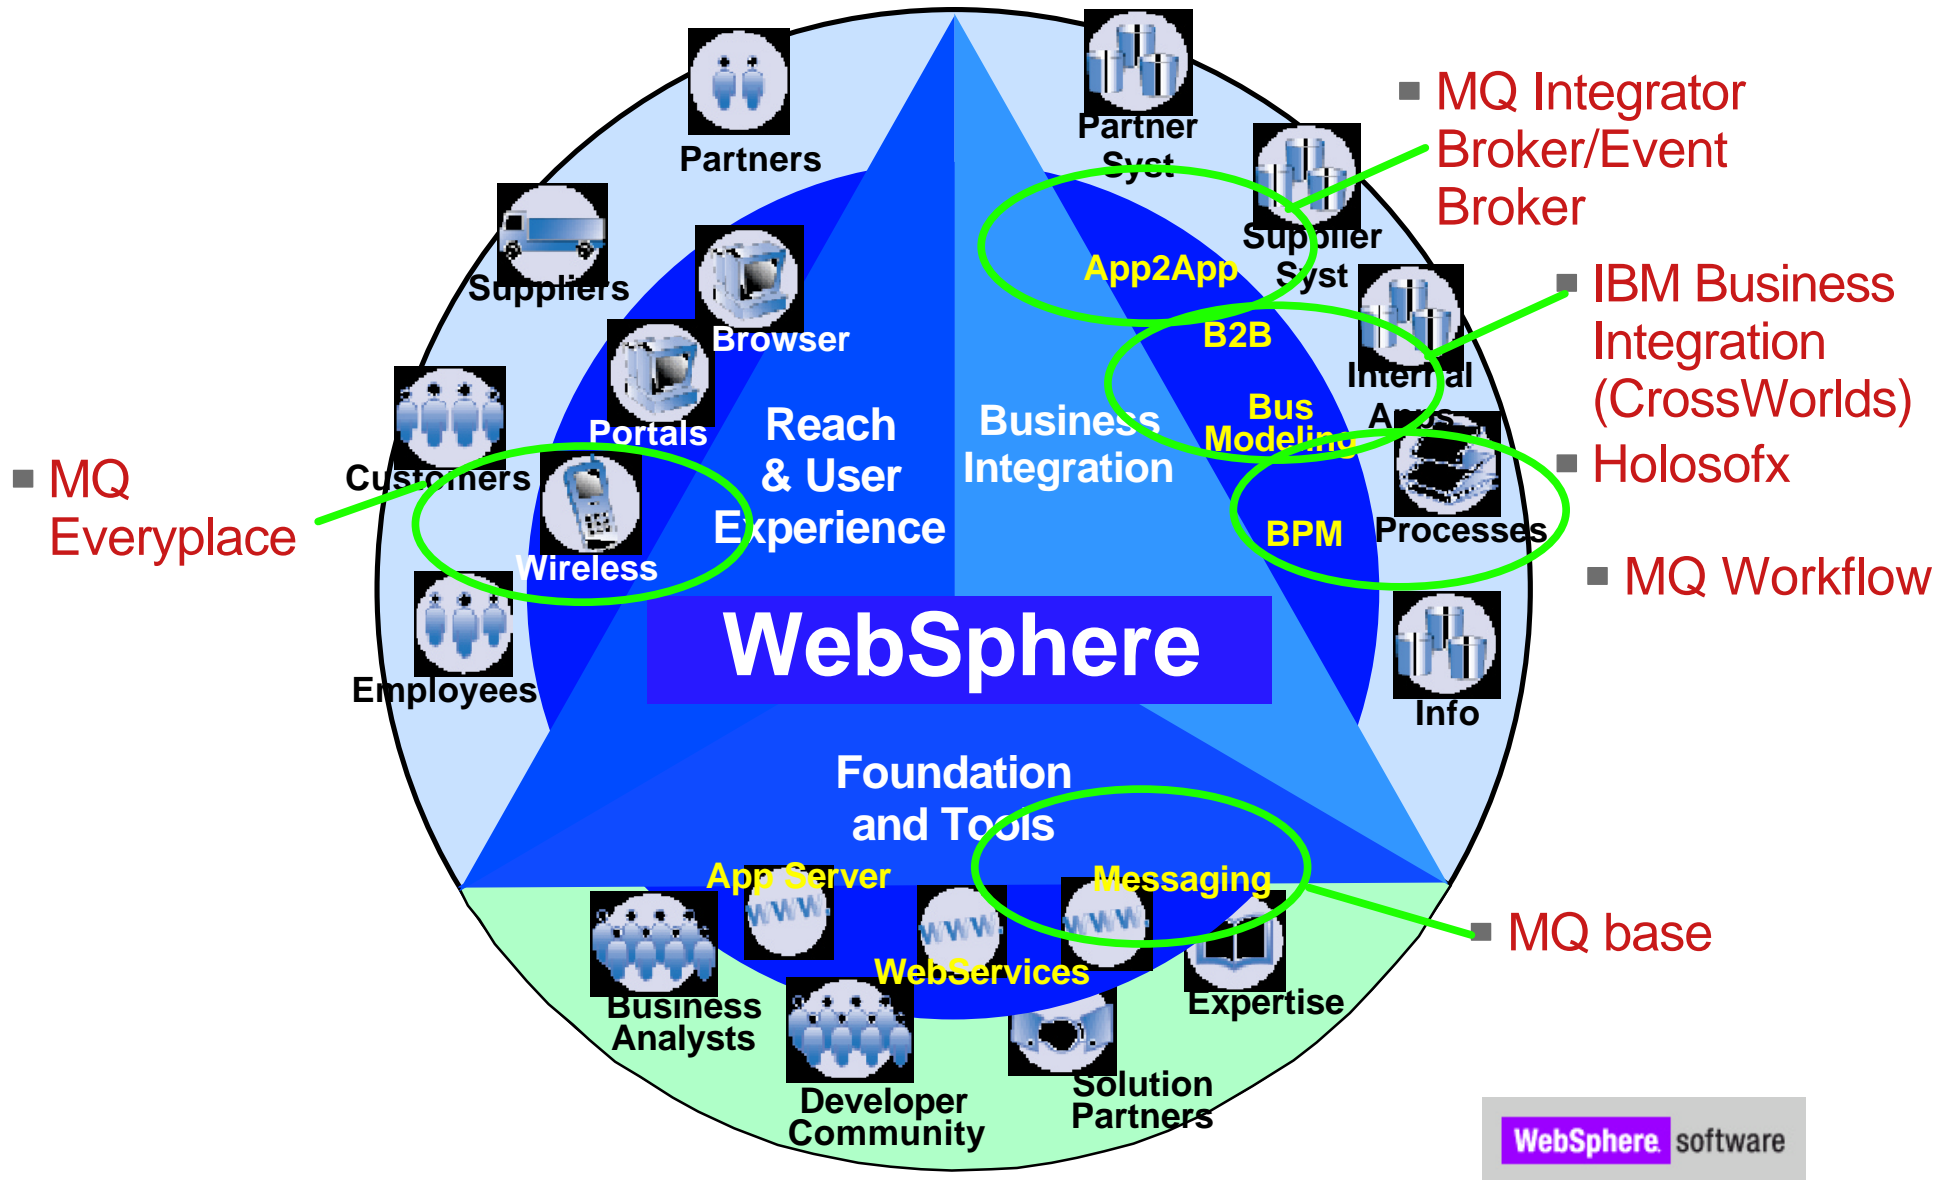 Partners
Partner
Syst
Suppliers
Supplier
Syst
Browser
Portals
Customers
Wireless
Employees
App2App
B2B
Internal
Apps
Bus
Modeling
BPM
Processes
Info
Reach
& User
Experience
Business
Integration
WebSphere
Foundation
and Tools
App Server
Messaging
WWW.
WWW.
WWW.
WebServices
Business
Analysts
Developer
Community
Solution
Partners
Expertise
MQ Integrator
Broker/Event
Broker
IBM Business
Integration
(CrossWorlds)
Holosofx
MQ Workflow
MQ
Everyplace
MQ base
WebSphere. software